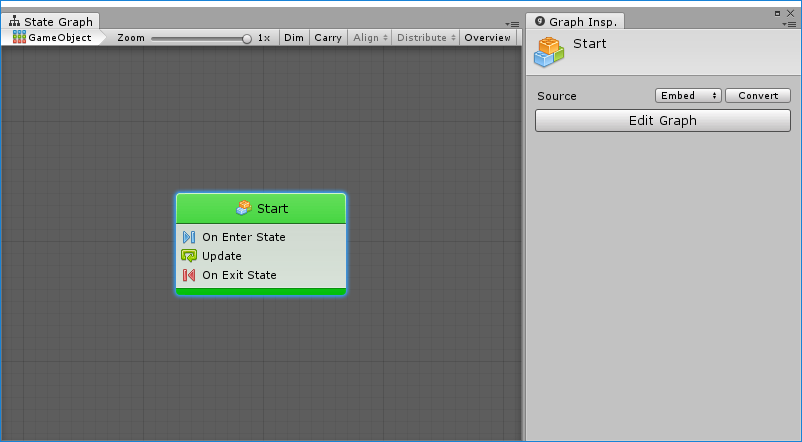 State Graph
GameObject Zoom 1x Dim Carry Align Distribute Overview
Start
On Enter State
Update
On Exit State
Graph Insp.
Start
Source Embed Convert
Edit Graph